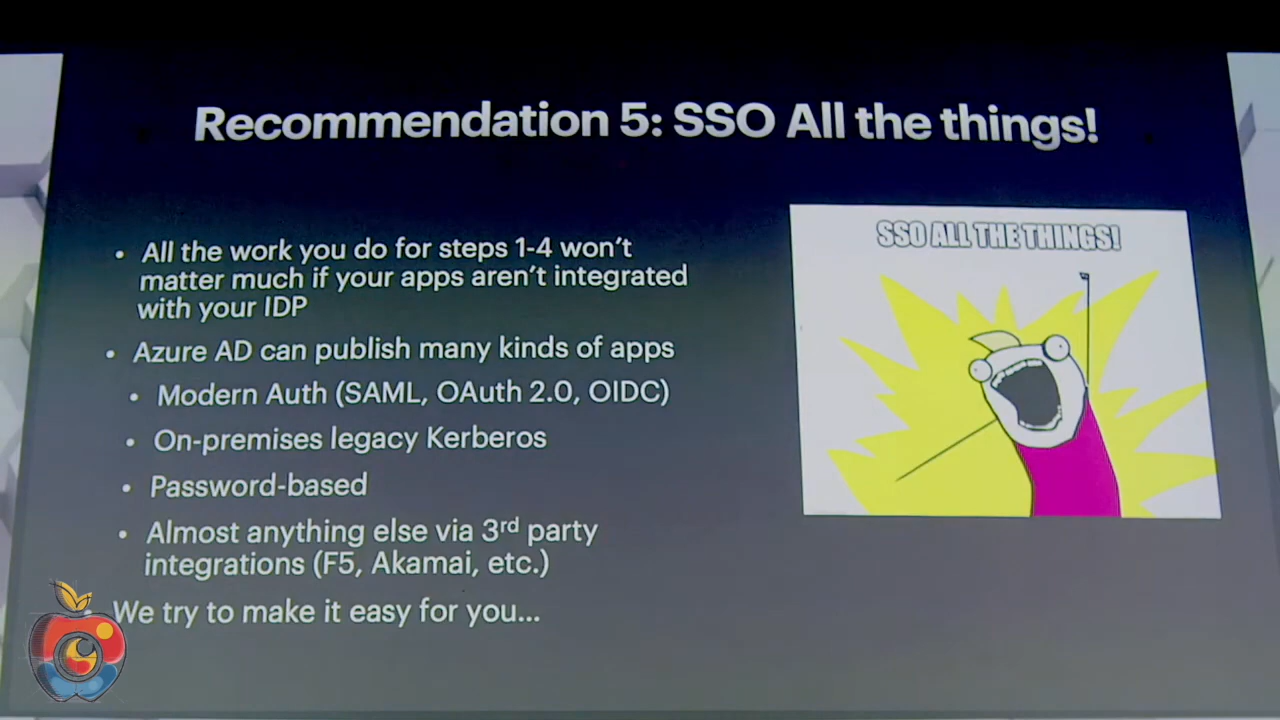 Recommendation 5: SSO All the things!
• All the work you do for steps 1-4 won't
matter much if your apps aren't integrated
with your IDP
• Azure AD can publish many kinds of apps
• Modern Auth (SAML, OAuth 2.0, OIDC)
• On-premises legacy Kerberos
• Password-based
• Almost anything else via 3rd party
integrations (F5, Akamai, etc.)
We try to make it easy for you...
SSO ALL THE THINGS!